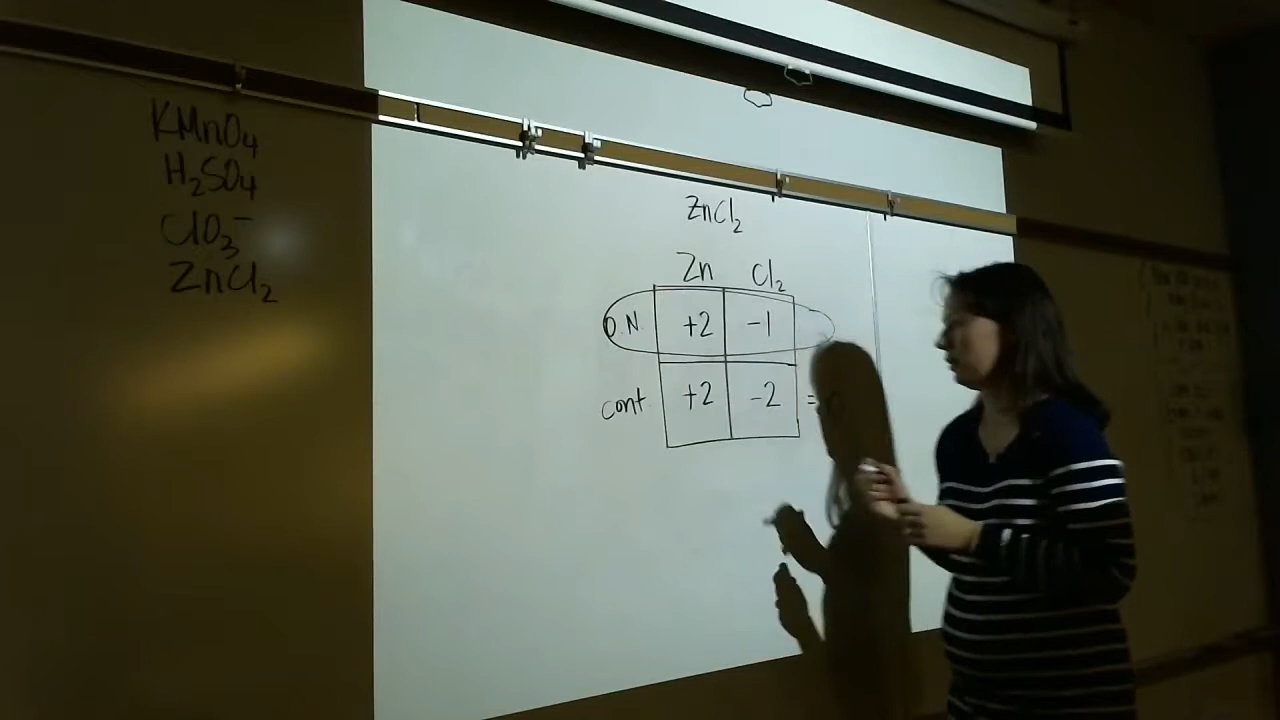 KMnO₄
H₂SO₄
ClO₃⁻
ZnCl₂
ZnCl₂
Zn Cl₂
O.N. +2 -1
cont. +2 -2 =